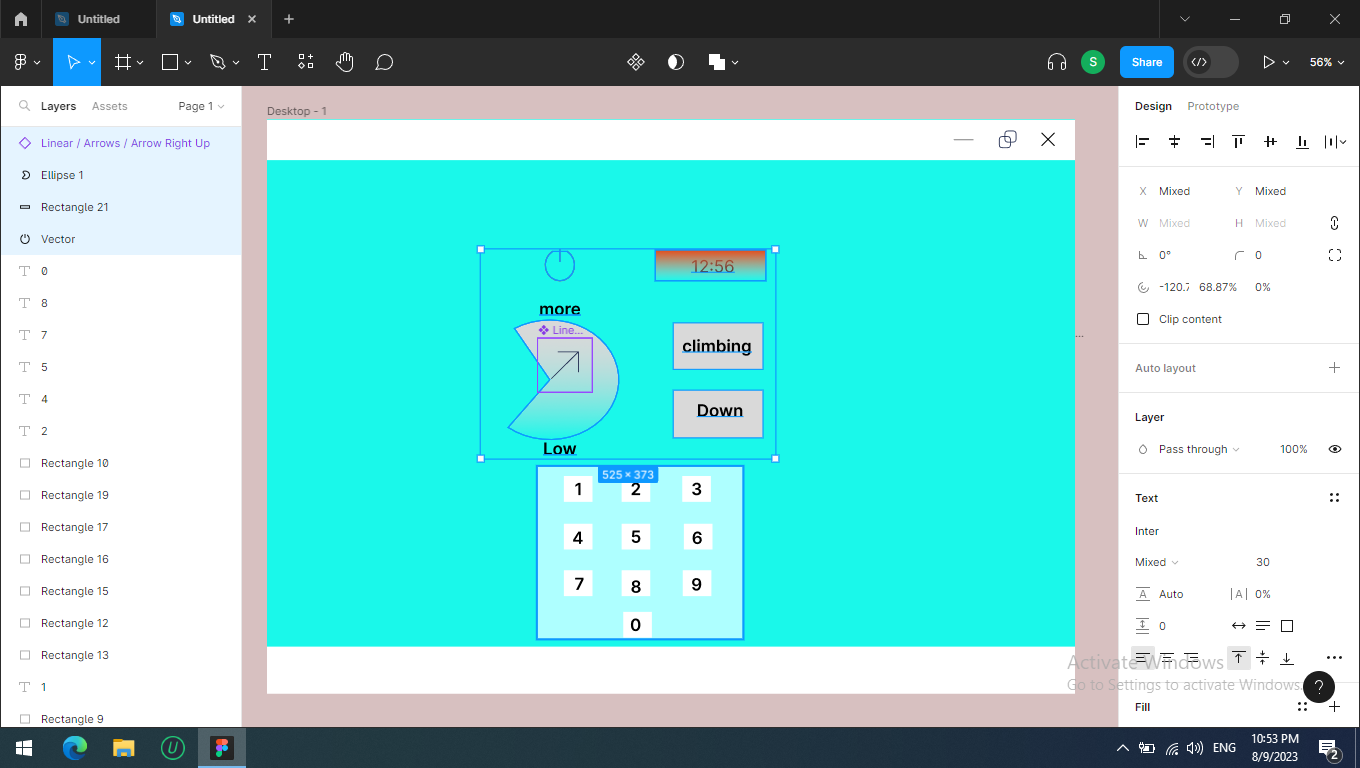 Untitled
Untitled
Share
56%
Layers
Assets
Page 1
Linear / Arrows / Arrow Right Up
Ellipse 1
Rectangle 21
Vector
0
8
7
5
4
2
Rectangle 10
Rectangle 19
Rectangle 17
Rectangle 16
Rectangle 15
Rectangle 12
Rectangle 13
1
Rectangle 9
Desktop - 1
12:56
more
Line...
climbing
Down
Low
525 × 373
1 2 3
4 5 6
7 8 9
0
Design
Prototype
X Mixed Y Mixed
W Mixed H Mixed
0° 0
-120.7 68.87% 0%
Clip content
Auto layout
Layer
Pass through 100%
Text
Inter
Mixed 30
A Auto |A| 0%
0
Activate Windows
Go to Settings to activate Windows.
?
Fill
S
ENG
10:53 PM
8/9/2023
2